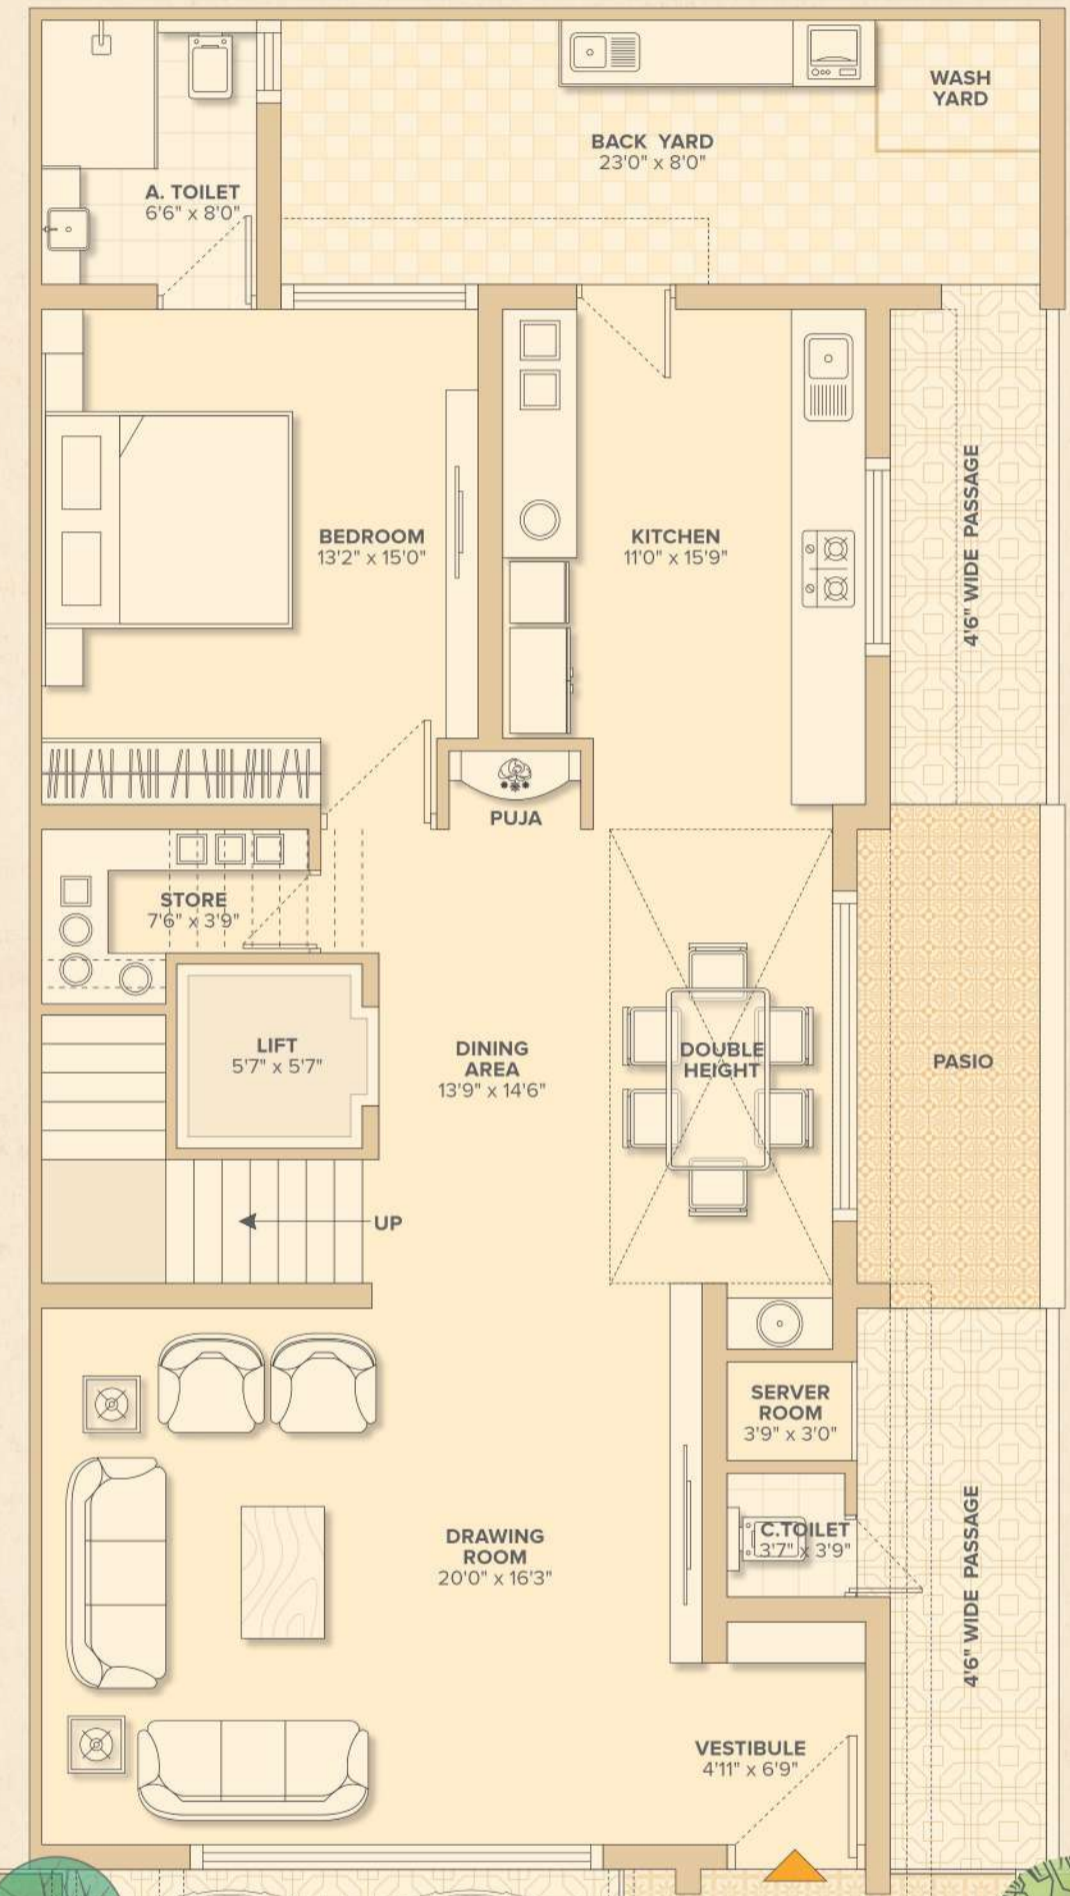 WASH
YARD
BACK YARD
23'0" x 8'0"
A. TOILET
6'6" x 8'0"
BEDROOM
13'2" x 15'0"
KITCHEN
11'0" x 15'9"
4'6" WIDE PASSAGE
PUJA
STORE
7'6" x 3'9"
LIFT
5'7" x 5'7"
DINING
AREA
13'9" x 14'6"
DOUBLE
HEIGHT
PASIO
UP
SERVER
ROOM
3'9" x 3'0"
C.TOILET
3'7" x 3'9"
DRAWING
ROOM
20'0" x 16'3"
4'6" WIDE PASSAGE
VESTIBULE
4'11" x 6'9"